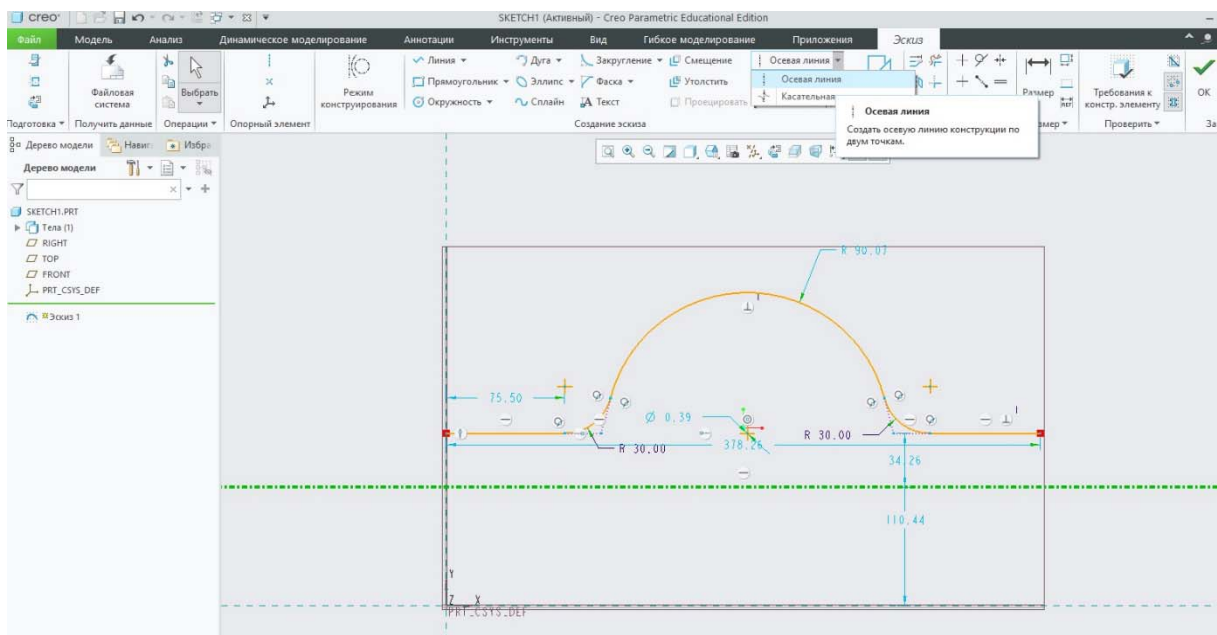 creo SKETCH1 (Активный) - Creo Parametric Educational Edition
Файл Модель Анализ Динамическое моделирование Аннотации Инструменты Вид Гибкое моделирование Приложения Эскиз
Линия Дуга Закругление Смещение Осевая линия
Прямоугольник Эллипс Фаска Утолстить Осевая линия
Окружность Сплайн Текст Проецировать Касательная
Файловая система
Выбрать
Режим конструирования
Размер
Требования к констр. элементу
OK
Подготовка Получить данные Операции Опорный элемент Создание эскиза Проверить
Осевая линия
Создать осевую линию конструкции по
двум точкам.
Дерево модели Навиг Избра
Дерево модели
SKETCH1.PRT
Тела (1)
RIGHT
TOP
FRONT
PRT_CSYS_DEF
Эскиз 1
R 90.07
75.50
Ø 0.39
R 30.00
R 30.00
378.26
34.26
110.44
Y
Z X
PRT_CSYS_DEF